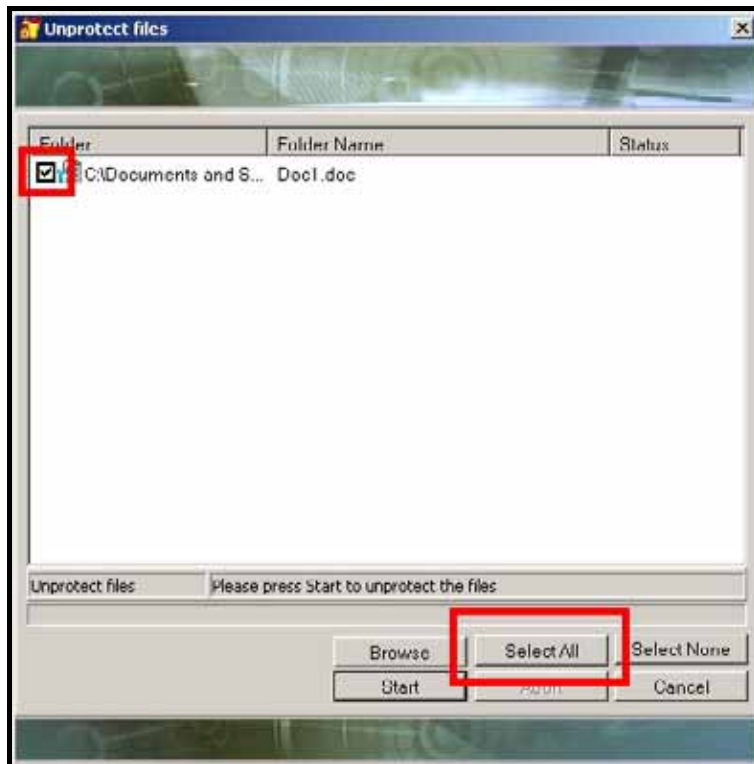 Unprotect files
Folder Folder Name Status
C:\Documents and S... Doc1.doc
Unprotect files Please press Start to unprotect the files
Browse Select All Select None
Start Abort Cancel